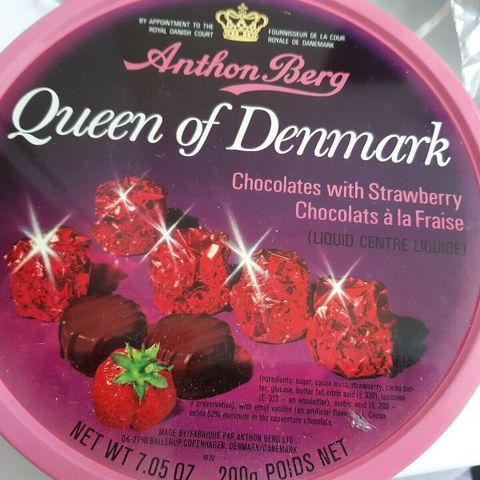 BY APPOINTMENT TO THE
ROYAL DANISH COURT
FOURNISSEUR DE LA COUR
ROYALE DE DANEMARK
Anthon Berg
Queen of Denmark
Chocolates with Strawberry
Chocolats à la Fraise
(LIQUID CENTRE LIQUIDE)
Ingredients: sugar, cocoa mass, strawberry, cocoa but-
ter, glucose, butter fat, citric acid (E 330), lecithine
(E 322 - an emulsifier), sorbic acid (E 200 -
a preservative), with ethyl vanillin (an artificial flavour). Cocoa
solids 52% minimum in the coverture chocolate.
MADE BY/FABRIQUÉ PAR ANTHON BERG LTD.
DK-2750 BALLERUP COPENHAGEN, DENMARK/DANEMARK
NET WT 7.05 OZ 200g POIDS NET